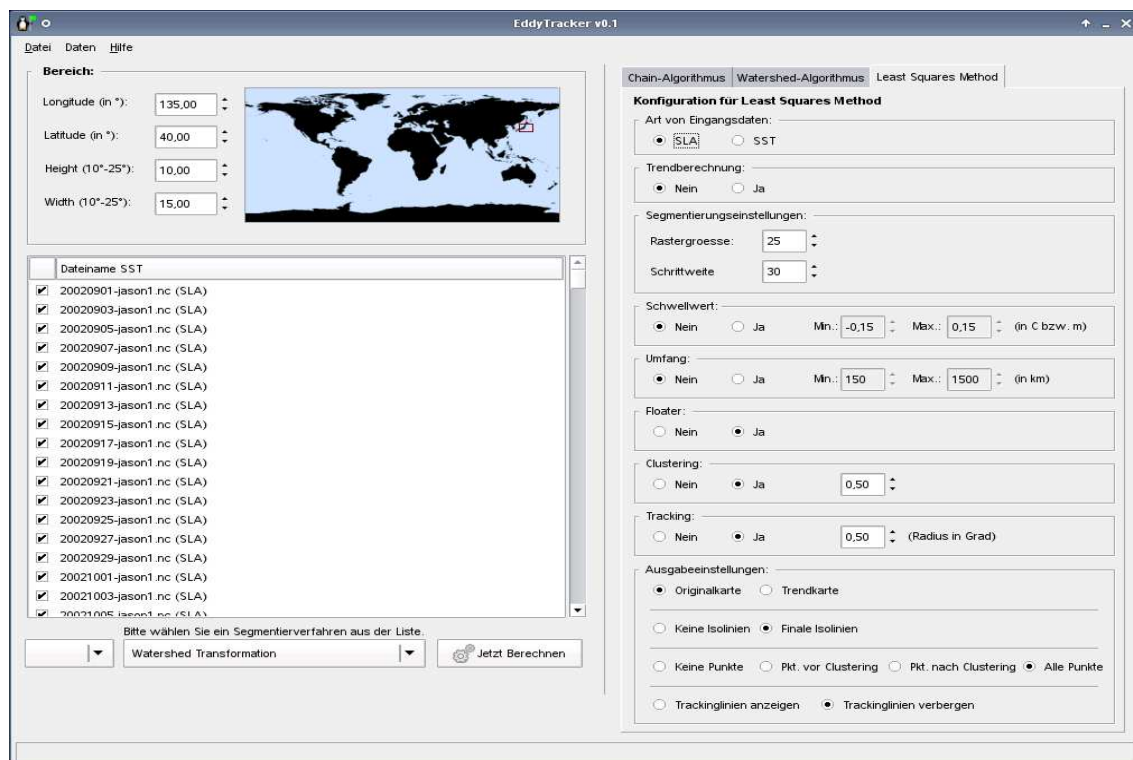 EddyTracker v0.1
Datei Daten Hilfe
Bereich:
Longitude (in °): 135,00
Latitude (in °): 40,00
Height (10°-25°): 10,00
Width (10°-25°): 15,00
Dateiname SST
20020901-jason1.nc (SLA)
20020903-jason1.nc (SLA)
20020905-jason1.nc (SLA)
20020907-jason1.nc (SLA)
20020909-jason1.nc (SLA)
20020911-jason1.nc (SLA)
20020913-jason1.nc (SLA)
20020915-jason1.nc (SLA)
20020917-jason1.nc (SLA)
20020919-jason1.nc (SLA)
20020921-jason1.nc (SLA)
20020923-jason1.nc (SLA)
20020925-jason1.nc (SLA)
20020927-jason1.nc (SLA)
20020929-jason1.nc (SLA)
20021001-jason1.nc (SLA)
20021003-jason1.nc (SLA)
20021005-jason1.nc (SLA)
Bitte wählen Sie ein Segmentierverfahren aus der Liste.
Watershed Transformation
Jetzt Berechnen
Chain-Algorithmus Watershed-Algorithmus Least Squares Method
Konfiguration für Least Squares Method
Art von Eingangsdaten:
SLA SST
Trendberechnung:
Nein Ja
Segmentierungseinstellungen:
Rastergroesse: 25
Schrittweite 30
Schwellwert:
Nein Ja Min.: -0,15 Max.: 0,15 (in C bzw. m)
Umfang:
Nein Ja Min.: 150 Max.: 1500 (in km)
Floater:
Nein Ja
Clustering:
Nein Ja 0,50
Tracking:
Nein Ja 0,50 (Radius in Grad)
Ausgabeeinstellungen:
Originalkarte Trendkarte
Keine Isolinien Finale Isolinien
Keine Punkte Pkt. vor Clustering Pkt. nach Clustering Alle Punkte
Trackinglinien anzeigen Trackinglinien verbergen